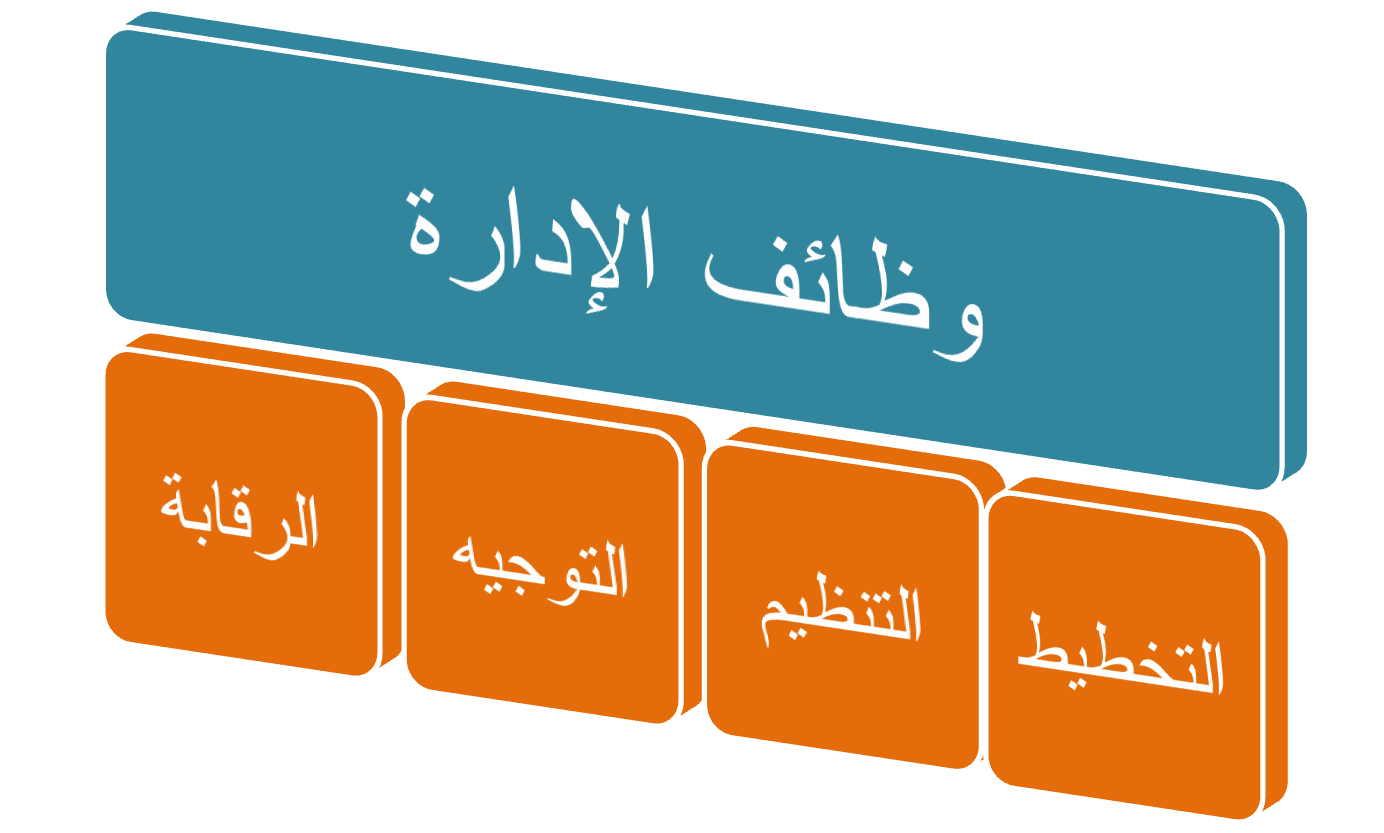 وظائف الإدارة
التخطيط
التنظيم
التوجيه
الرقابة